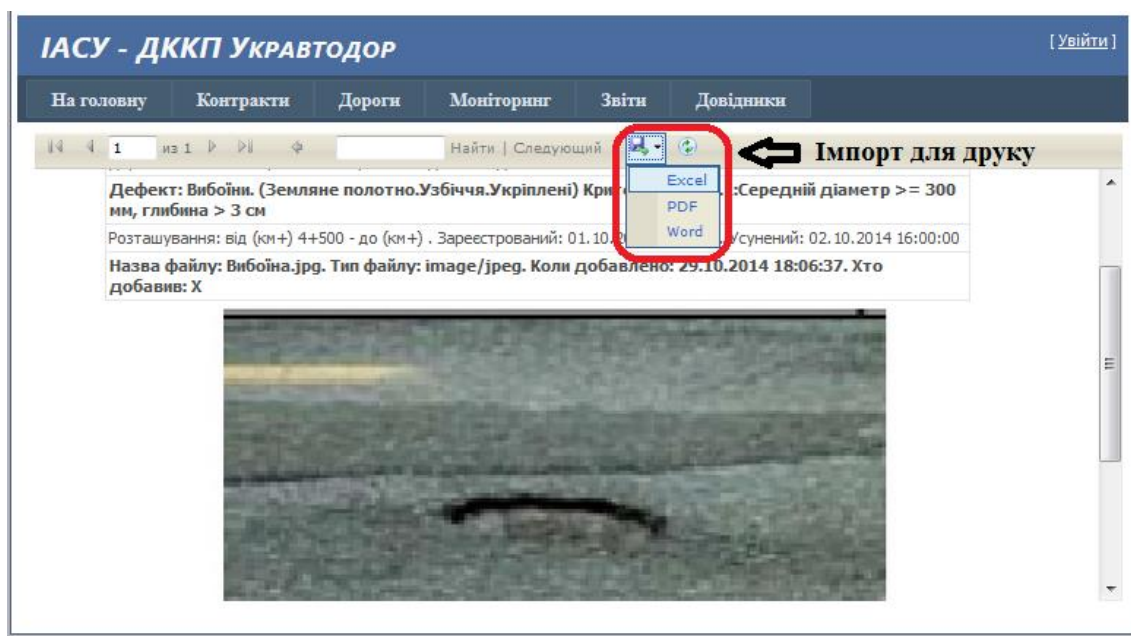 ІАСУ - ДККП УКРАВТОДОР
[ Увійти ]
На головну Контракти Дороги Моніторинг Звіти Довідники
1 из 1 Найти | Следующий Імпорт для друку
Excel
PDF
Word
Дефект: Вибоїни. (Земляне полотно.Узбіччя.Укріплені) :Середній діаметр >= 300
мм, глибина > 3 см
Розташування: від (км+) 4+500 - до (км+) . Зареєстрований: 01.10. Усунений: 02.10.2014 16:00:00
Назва файлу: Вибоїна.jpg. Тип файлу: image/jpeg. Коли добавлено: 29.10.2014 18:06:37. Хто
добавив: X